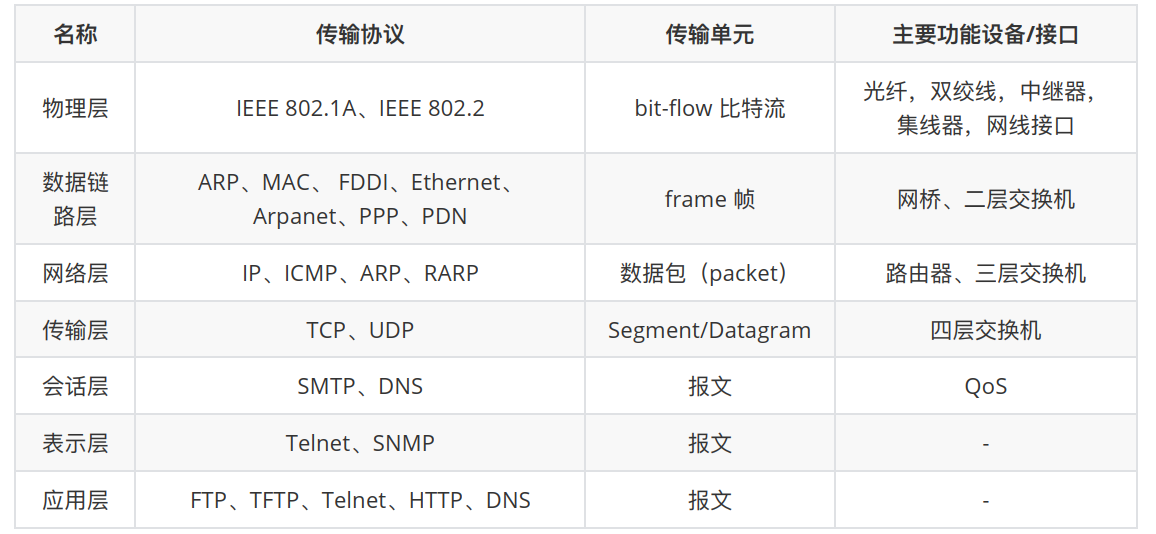 名称 传输协议 传输单元 主要功能设备/接口
物理层 IEEE 802.1A、IEEE 802.2 bit-flow 比特流 光纤，双绞线，中继器，
集线器，网线接口
数据链
路层 ARP、MAC、 FDDI、Ethernet、
Arpanet、PPP、PDN frame 帧 网桥、二层交换机
网络层 IP、ICMP、ARP、RARP 数据包（packet） 路由器、三层交换机
传输层 TCP、UDP Segment/Datagram 四层交换机
会话层 SMTP、DNS 报文 QoS
表示层 Telnet、SNMP 报文 -
应用层 FTP、TFTP、Telnet、HTTP、DNS 报文 -